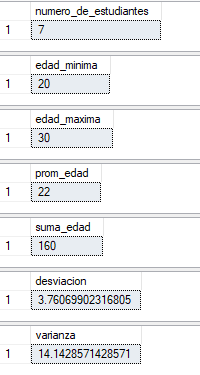 numero_de_estudiantes
1 7
edad_minima
1 20
edad_maxima
1 30
prom_edad
1 22
suma_edad
1 160
desviacion
1 3.76069902316805
varianza
1 14.1428571428571